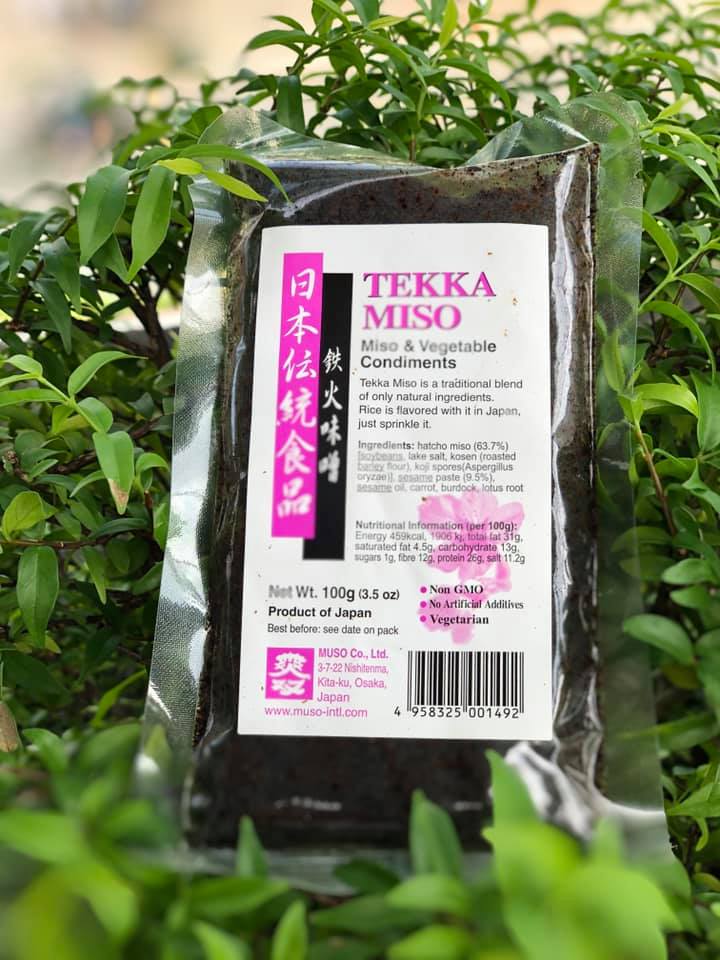 日本伝統食品
鉄火味噌
TEKKA
MISO
Miso & Vegetable
Condiments
Tekka Miso is a traditional blend
of only natural ingredients.
Rice is flavored with it in Japan,
just sprinkle it.
Ingredients: hatcho miso (63.7%)
[soybeans, lake salt, kosen (roasted
barley flour), koji spores(Aspergillus
oryzae)], sesame paste (9.5%),
sesame oil, carrot, burdock, lotus root
Nutritional Information (per 100g):
Energy 459kcal, 1906 kj, total fat 31g,
saturated fat 4.5g, carbohydrate 13g,
sugars 1g, fibre 12g, protein 26g, salt 11.2g
Net Wt. 100g (3.5 oz)
Product of Japan
Best before: see date on pack
• Non GMO
• No Artificial Additives
• Vegetarian
MUSO Co., Ltd.
3-7-22 Nishitenma,
Kita-ku, Osaka,
Japan
www.muso-intl.com
4 958325 001492